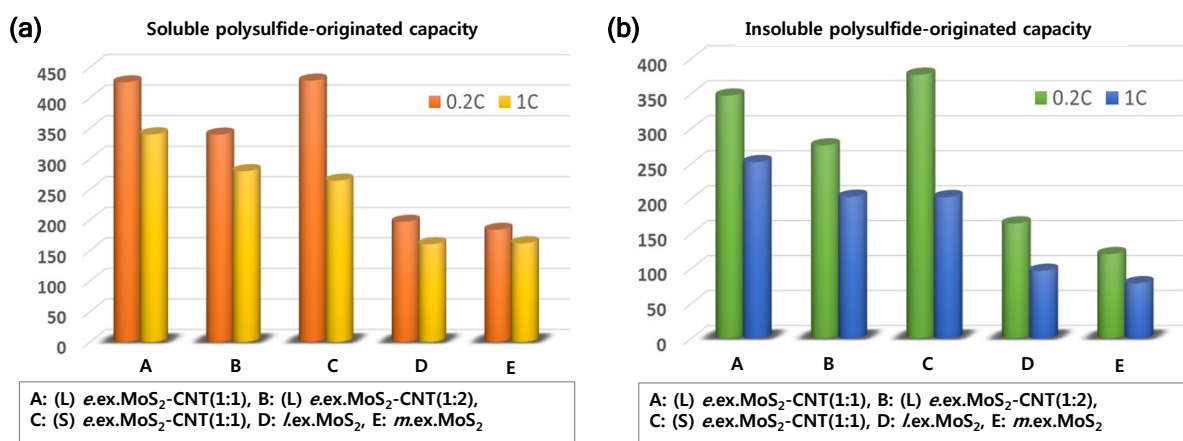 (a)
Soluble polysulfide-originated capacity
450
400
350
300
250
200
150
100
50
0
0.2C 1C
A B C D E
A: (L) e.ex.MoS₂-CNT(1:1), B: (L) e.ex.MoS₂-CNT(1:2),
C: (S) e.ex.MoS₂-CNT(1:1), D: l.ex.MoS₂, E: m.ex.MoS₂
(b)
Insoluble polysulfide-originated capacity
400
350
300
250
200
150
100
50
0
0.2C 1C
A B C D E
A: (L) e.ex.MoS₂-CNT(1:1), B: (L) e.ex.MoS₂-CNT(1:2),
C: (S) e.ex.MoS₂-CNT(1:1), D: l.ex.MoS₂, E: m.ex.MoS₂